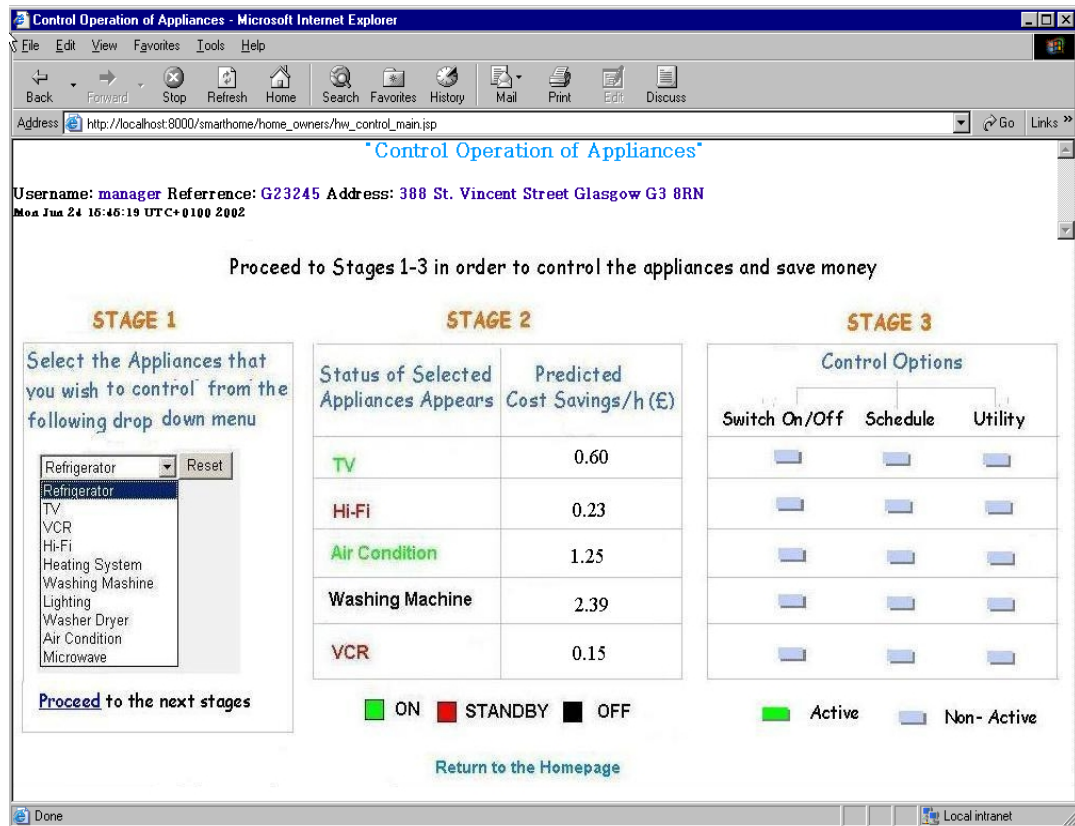 Control Operation of Appliances - Microsoft Internet Explorer
File Edit View Favorites Tools Help
Back Forward Stop Refresh Home Search Favorites History Mail Print Edit Discuss
Address http://localhost:8000/smarthome/home_owners/hw_control_main.jsp Go Links »
"Control Operation of Appliances"
Username: manager Referrence: G23245 Address: 388 St. Vincent Street Glasgow G3 8RN
Mon Jun 24 15:45:19 UTC+0100 2002
Proceed to Stages 1-3 in order to control the appliances and save money
STAGE 1
Select the Appliances that
you wish to control from the
following drop down menu
Refrigerator Reset
Refrigerator
TV
VCR
Hi-Fi
Heating System
Washing Mashine
Lighting
Washer Dryer
Air Condition
Microwave
Proceed to the next stages
STAGE 2
Status of Selected
Appliances Appears
Predicted
Cost Savings/h (£)
TV 0.60
Hi-Fi 0.23
Air Condition 1.25
Washing Machine 2.39
VCR 0.15
ON STANDBY OFF
STAGE 3
Control Options
Switch On/Off Schedule Utility
Active Non- Active
Return to the Homepage
Done Local intranet